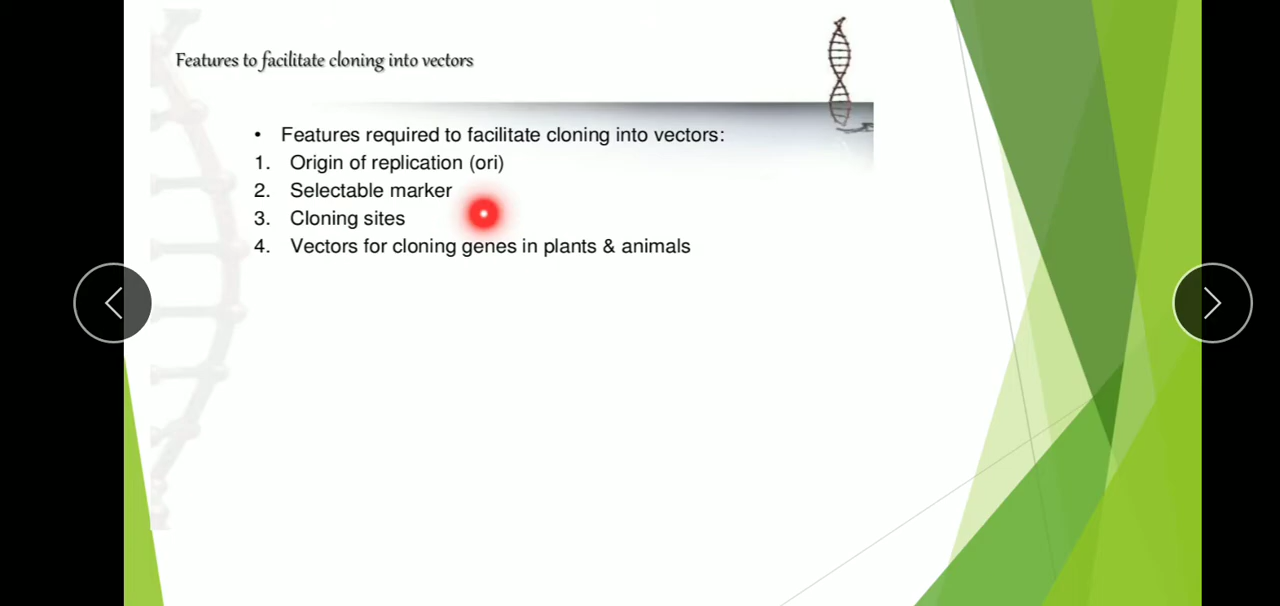 Features to facilitate cloning into vectors
• Features required to facilitate cloning into vectors:
1. Origin of replication (ori)
2. Selectable marker
3. Cloning sites
4. Vectors for cloning genes in plants & animals